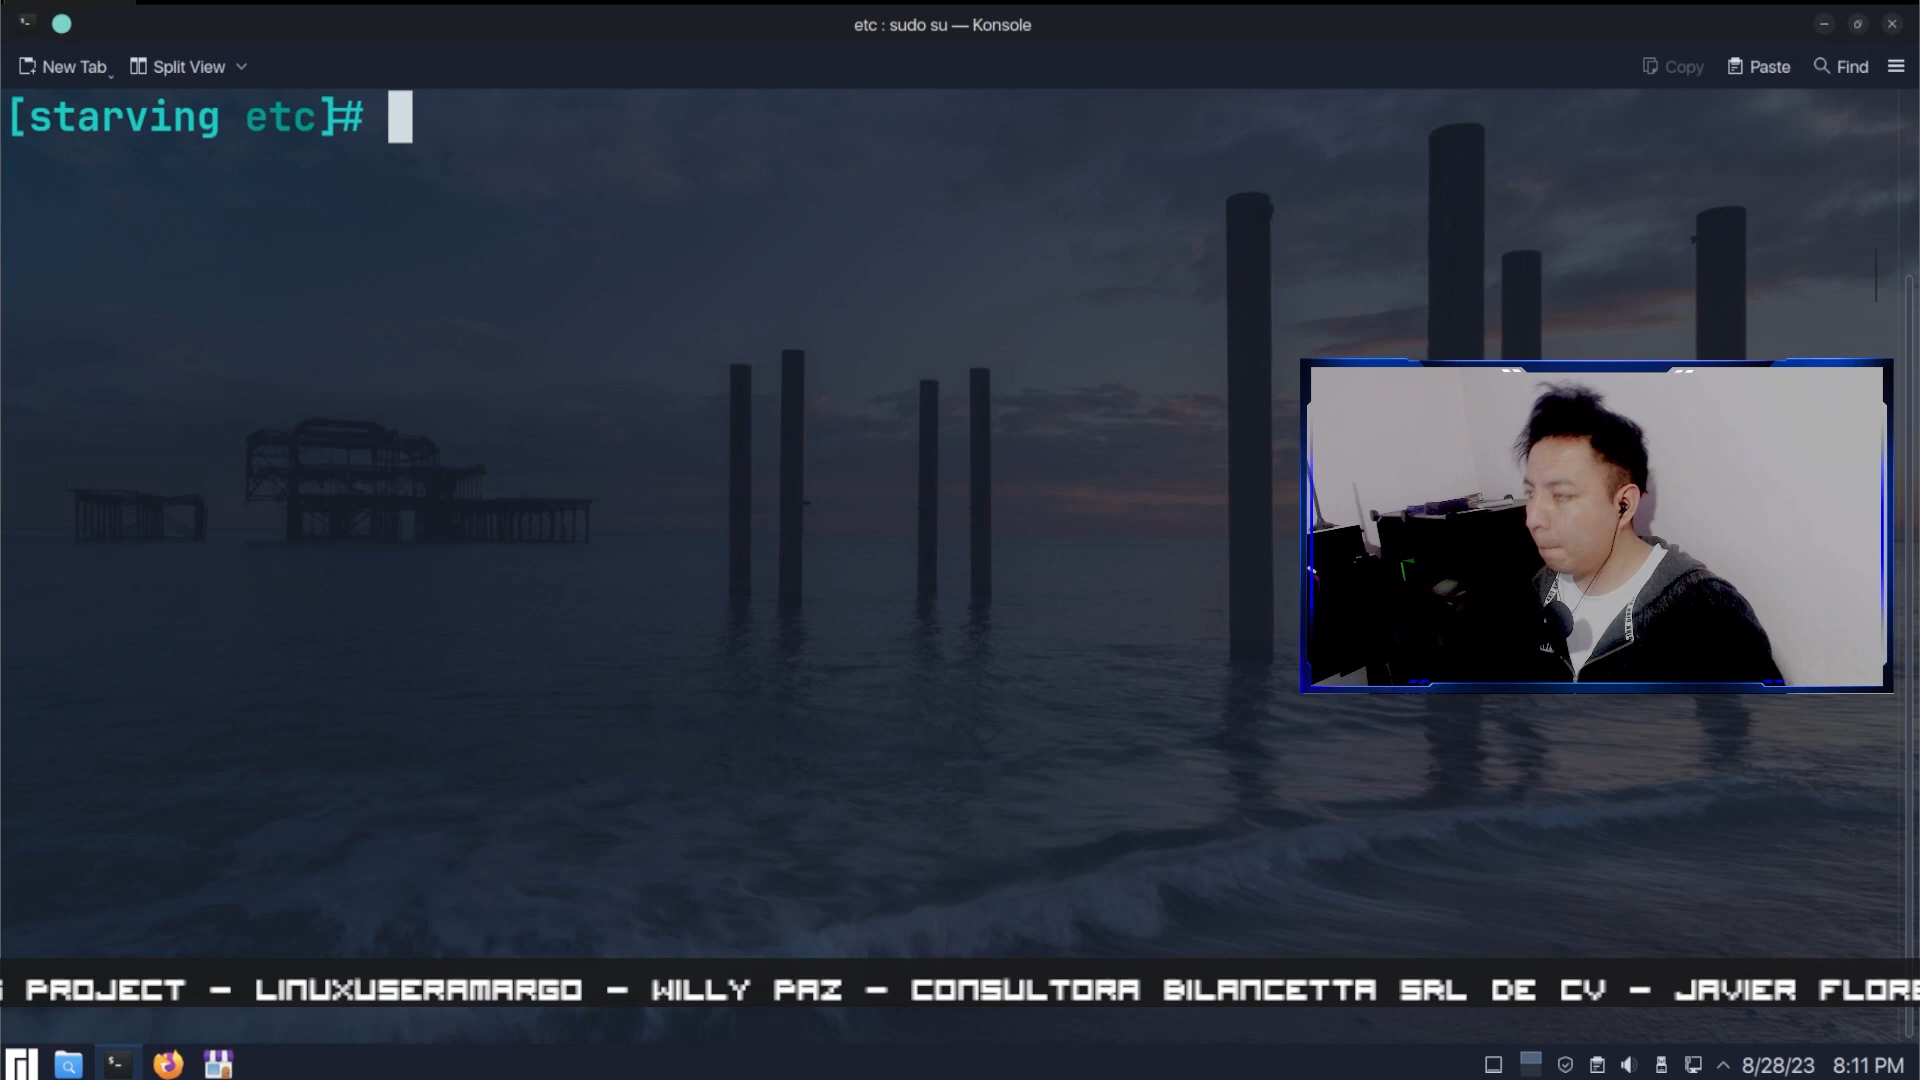 etc : sudo su — Konsole
New Tab Split View Copy Paste Find
[starving etc]#
PROJECT - LINUXUSERAMARGO - WILLY PAZ - CONSULTORA BILANCETTA SRL DE CV - JAVIER FLORE
8/28/23 8:11 PM